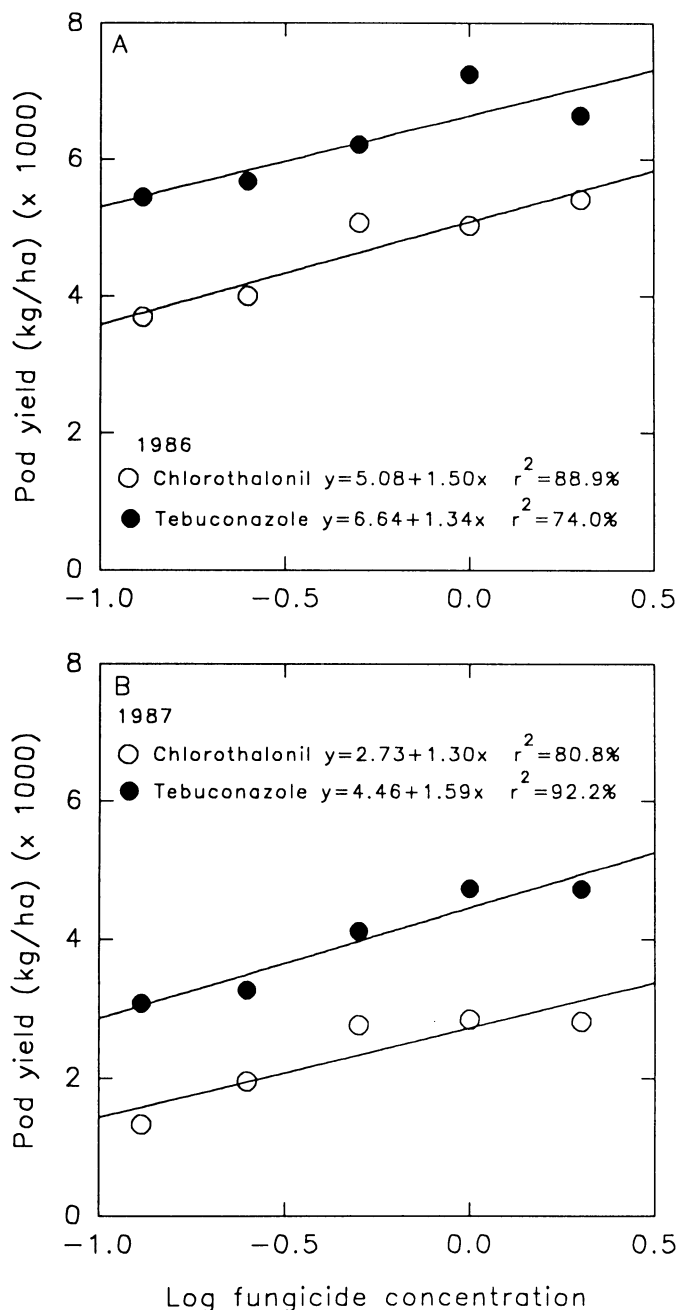 A
8
6
4
2
0
Pod yield (kg/ha) (x 1000)
1986
Chlorothalonil y=5.08+1.50x r²=88.9%
Tebuconazole y=6.64+1.34x r²=74.0%
−1.0 −0.5 0.0 0.5
B
8
6
4
2
0
Pod yield (kg/ha) (x 1000)
1987
Chlorothalonil y=2.73+1.30x r²=80.8%
Tebuconazole y=4.46+1.59x r²=92.2%
−1.0 −0.5 0.0 0.5
Log fungicide concentration